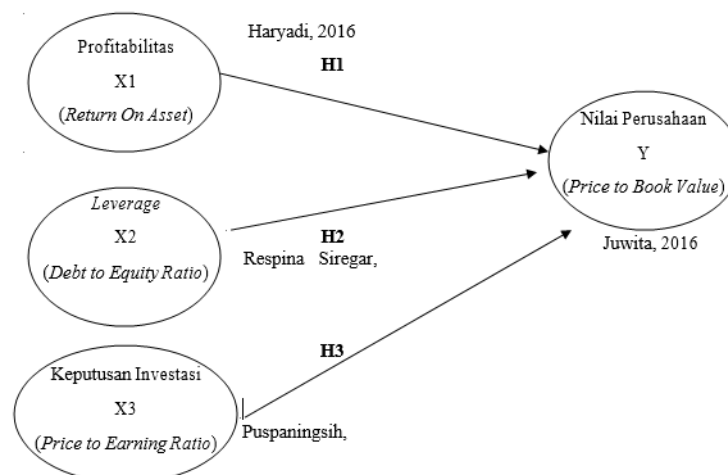 Haryadi, 2016
H1
Profitabilitas
X1
(Return On Asset)
Nilai Perusahaan
Y
(Price to Book Value)
Juwita, 2016
Leverage
X2
(Debt to Equity Ratio)
H2
Respina Siregar,
H3
Keputusan Investasi
X3
(Price to Earning Ratio)
Puspaningsih,